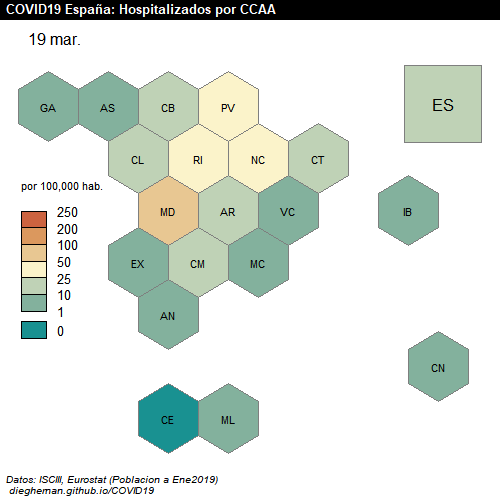 COVID19 España: Hospitalizados por CCAA
19 mar.
ES
GA AS CB PV
CL RI NC CT
por 100,000 hab.
MD AR VC IB
250
200
100
50
25
10
1
0
EX CM MC
AN
CN
CE ML
Datos: ISCIII, Eurostat (Poblacion a Ene2019)
diegheman.github.io/COVID19